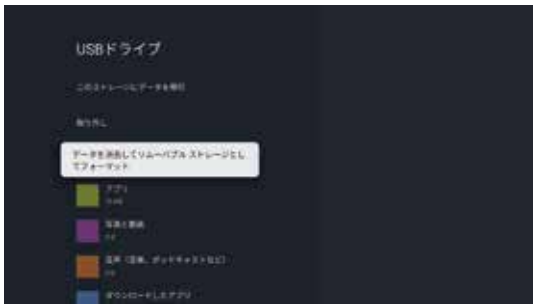 USBドライブ
このストレージにデータを移行
取り外し
データを消去してリムーバブル ストレージとし
てフォーマット
アプリ
写真と動画
音声（音楽、ポッドキャストなど）
ダウンロードしたアプリ